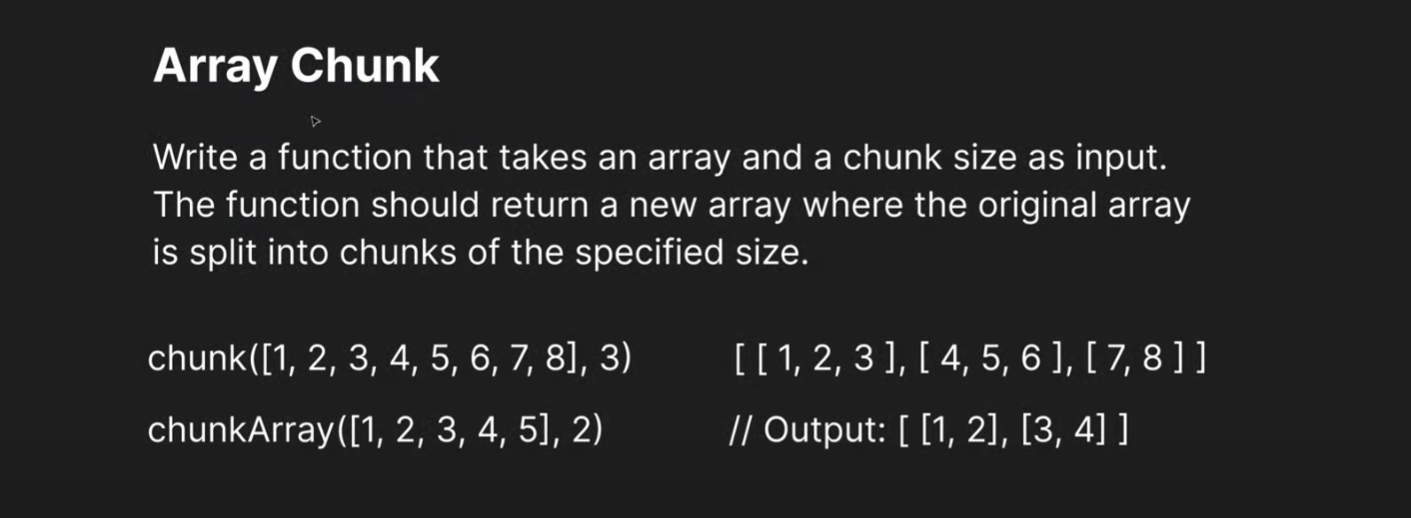 Array Chunk
Write a function that takes an array and a chunk size as input.
The function should return a new array where the original array
is split into chunks of the specified size.
chunk([1, 2, 3, 4, 5, 6, 7, 8], 3) [ [ 1, 2, 3 ], [ 4, 5, 6 ], [ 7, 8 ] ]
chunkArray([1, 2, 3, 4, 5], 2) // Output: [ [1, 2], [3, 4] ]